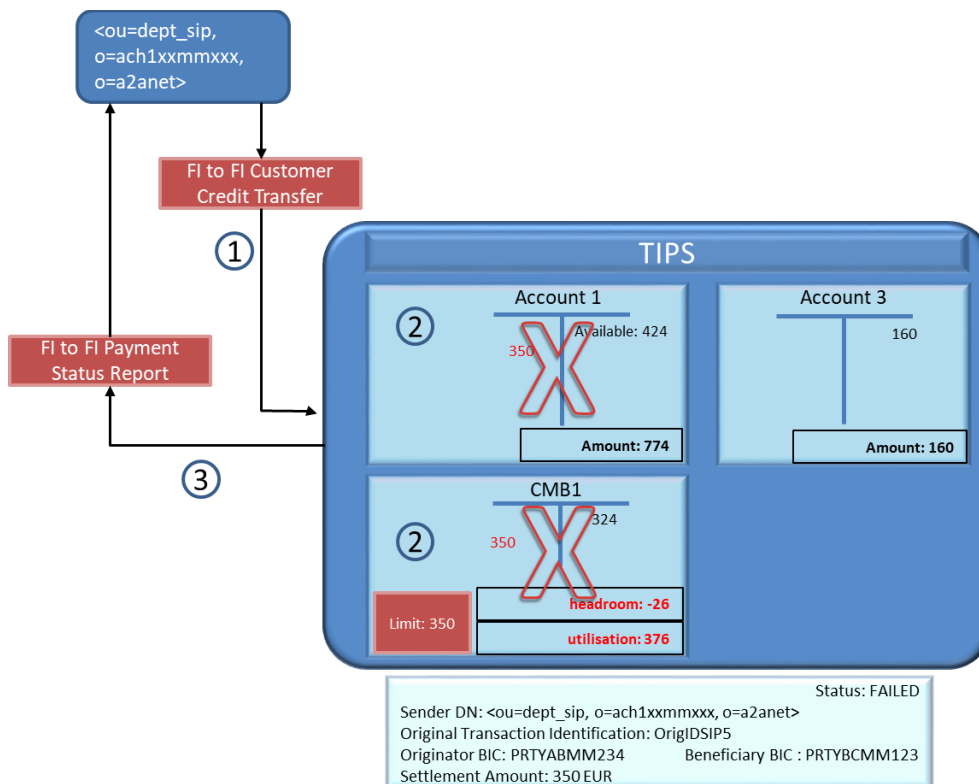 <ou=dept_sip,
o=ach1xxmmxxx,
o=a2anet>
FI to FI Customer
Credit Transfer
1
TIPS
Account 1
2
Available: 424
350
Amount: 774
Account 3
160
Amount: 160
FI to FI Payment
Status Report
3
CMB1
2
324
350
headroom: -26
Limit: 350
utilisation: 376
Status: FAILED
Sender DN: <ou=dept_sip, o=ach1xxmmxxx, o=a2anet>
Original Transaction Identification: OrigIDSIP5
Originator BIC: PRTYABMM234 Beneficiary BIC : PRTYBCMM123
Settlement Amount: 350 EUR